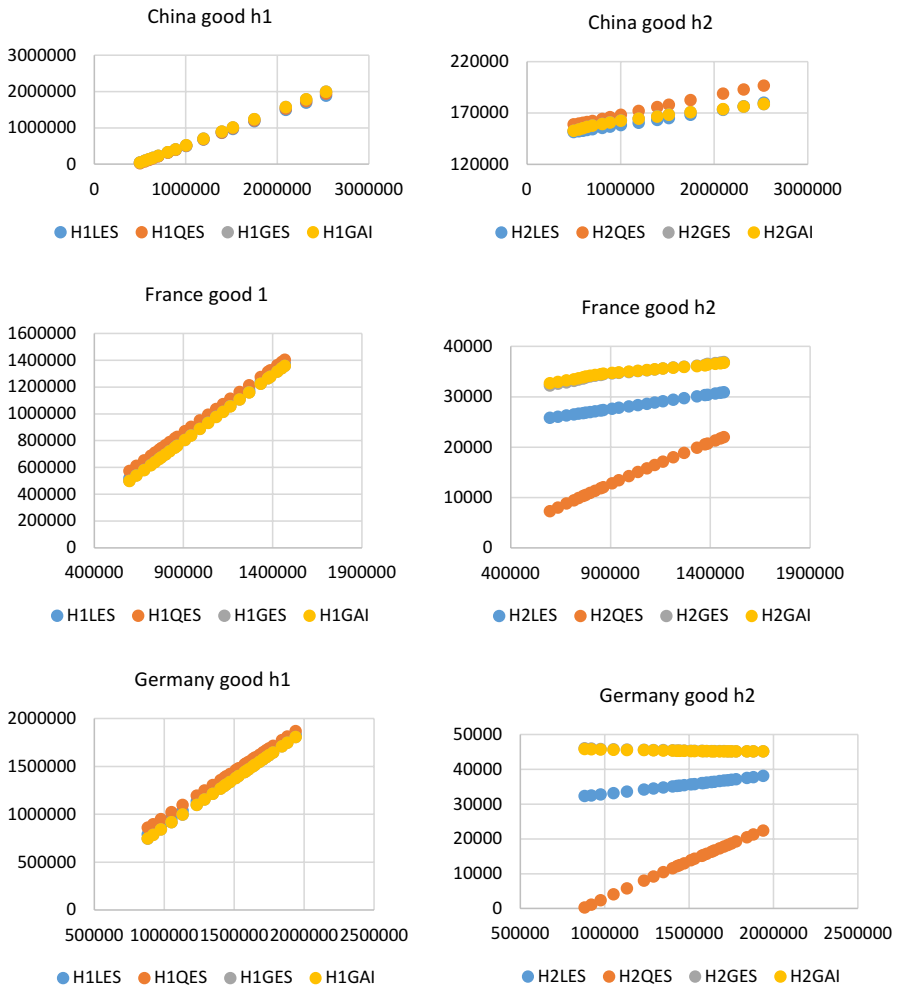 China good h1
3000000
2000000
1000000
0
0 1000000 2000000 3000000
H1LES H1QES H1GES H1GAI
China good h2
220000
170000
120000
0 1000000 2000000 3000000
H2LES H2QES H2GES H2GAI
France good 1
1600000
1400000
1200000
1000000
800000
600000
400000
200000
0
400000 900000 1400000 1900000
H1LES H1QES H1GES H1GAI
France good h2
40000
30000
20000
10000
0
400000 900000 1400000 1900000
H2LES H2QES H2GES H2GAI
Germany good h1
2000000
1500000
1000000
500000
0
500000 1000000 1500000 2000000 2500000
H1LES H1QES H1GES H1GAI
Germany good h2
50000
40000
30000
20000
10000
0
500000 1000000 1500000 2000000 2500000
H2LES H2QES H2GES H2GAI